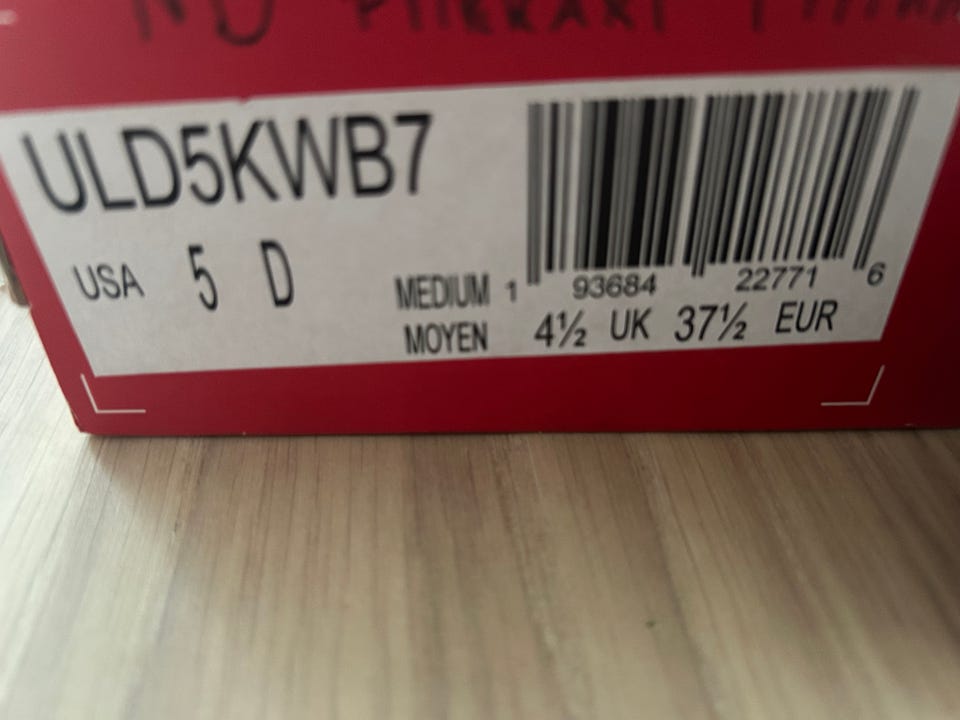 ULD5KWB7
USA 5 D
MEDIUM
MOYEN
1 93684 22771 6
4½ UK 37½ EUR